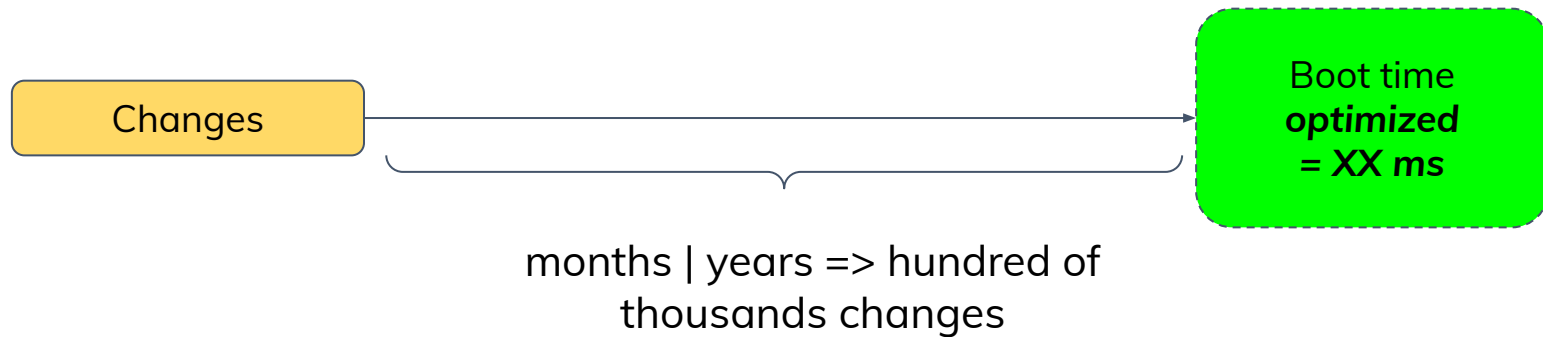 Changes
Boot time
optimized
= XX ms
months | years => hundred of
thousands changes